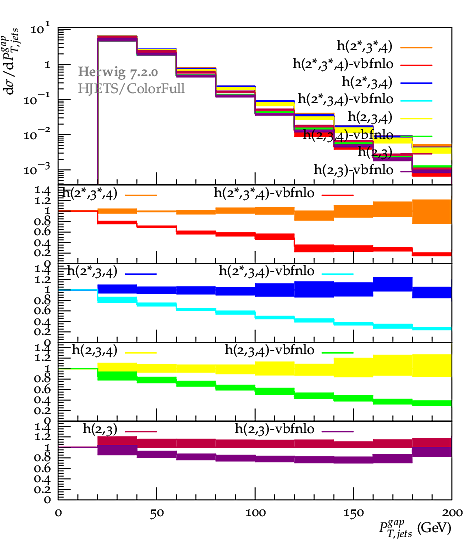 10^1
1
10^−1
10^−2
10^−3
dσ/dP^{gap}_{T,jets}
Herwig 7.2.0
HJETS/ColorFull
h(2*,3*,4)
h(2*,3*,4)-vbfnlo
h(2*,3,4)
h(2*,3,4)-vbfnlo
h(2,3,4)
h(2,3,4)-vbfnlo
h(2,3)
h(2,3)-vbfnlo
h(2*,3*,4) h(2*,3*,4)-vbfnlo
1.4
1.2
1
0.8
0.6
0.4
0.2
0
h(2*,3,4) h(2*,3,4)-vbfnlo
1.4
1.2
1
0.8
0.6
0.4
0.2
0
h(2,3,4) h(2,3,4)-vbfnlo
1.4
1.2
1
0.8
0.6
0.4
0.2
0
h(2,3) h(2,3)-vbfnlo
1.4
1.2
1
0.8
0.6
0.4
0.2
0
0 50 100 150 200
P^{gap}_{T,jets} (GeV)